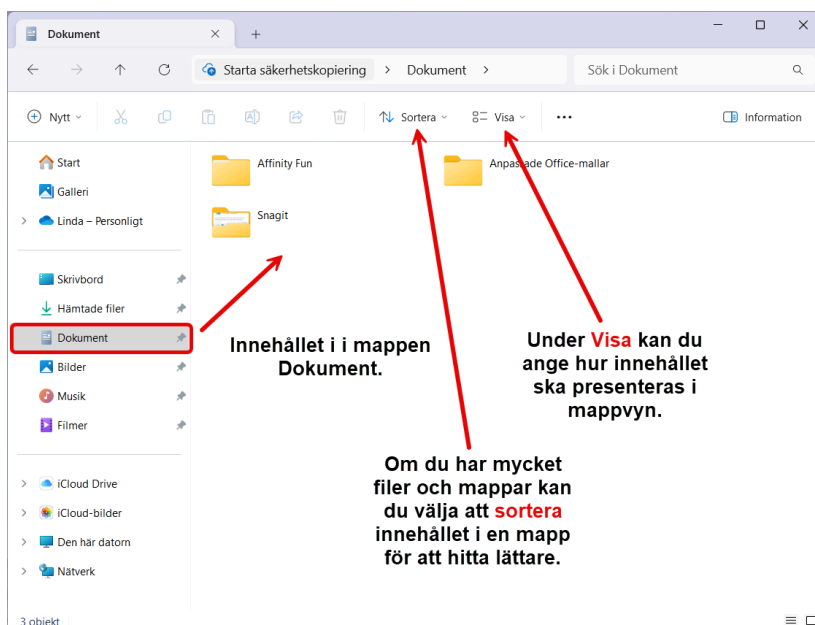 Dokument
Starta säkerhetskopiering > Dokument >
Sök i Dokument
Nytt
Sortera
Visa
Information
Start
Galleri
Linda – Personligt
Skrivbord
Hämtade filer
Dokument
Bilder
Musik
Filmer
iCloud Drive
iCloud-bilder
Den här datorn
Nätverk
Affinity Fun
Anpassade Office-mallar
Snagit
Innehållet i i mappen
Dokument.
Under Visa kan du
ange hur innehållet
ska presenteras i
mappvyn.
Om du har mycket
filer och mappar kan
du välja att sortera
innehållet i en mapp
för att hitta lättare.
3 objekt